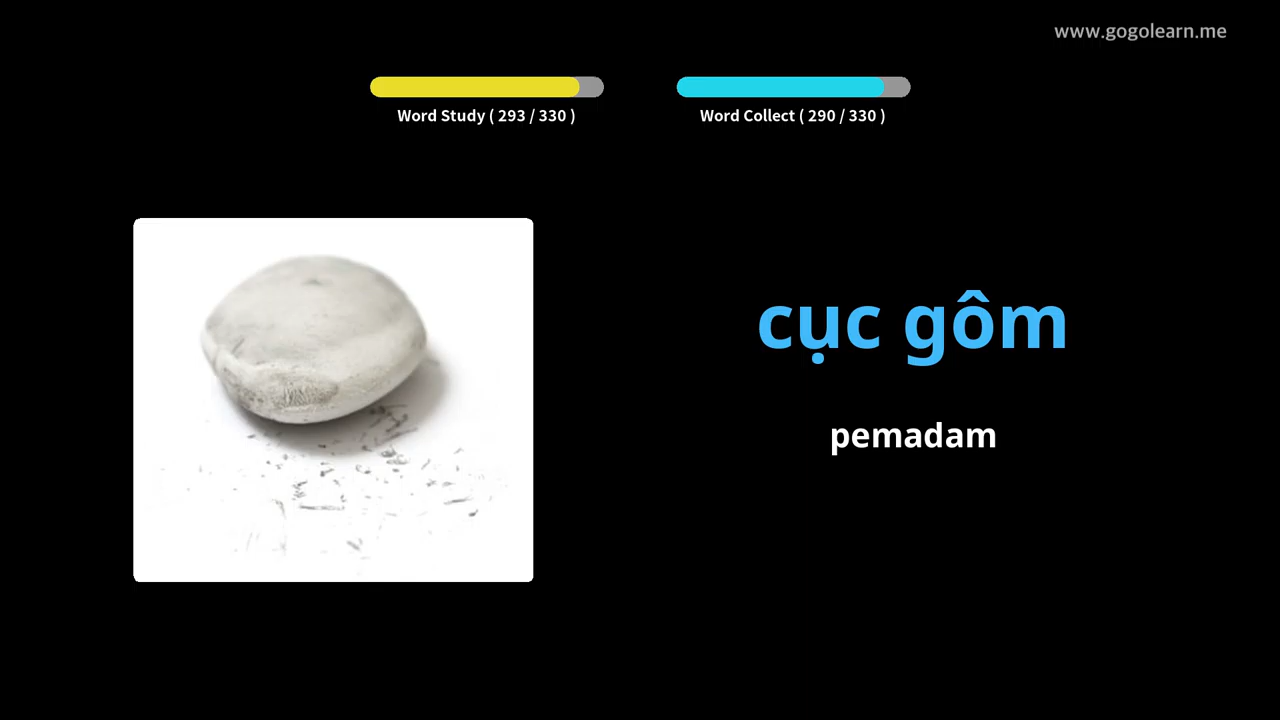 www.gogolearn.me
Word Study ( 293 / 330 )
Word Collect ( 290 / 330 )
cục gôm
pemadam